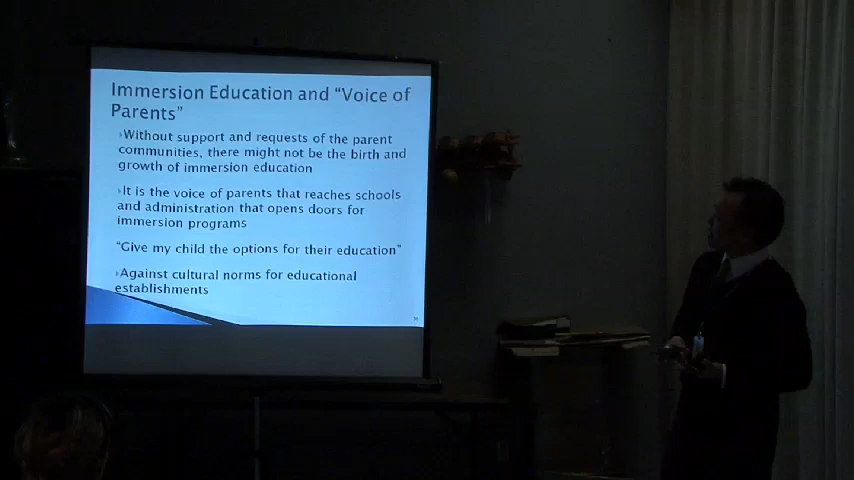 Immersion Education and “Voice of
Parents”
Without support and requests of the parent
communities, there might not be the birth and
growth of immersion education
It is the voice of parents that reaches schools
and administration that opens doors for
immersion programs
“Give my child the options for their education”
Against cultural norms for educational
establishments